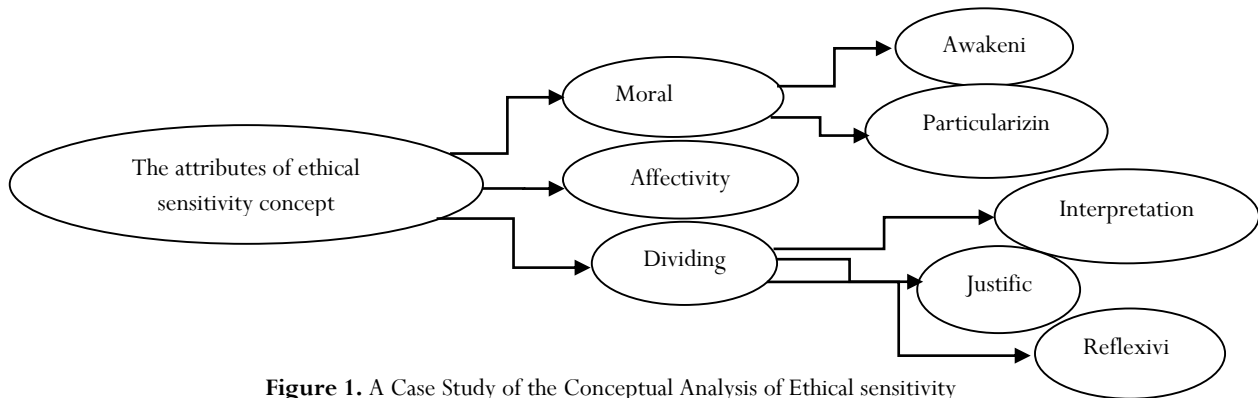 The attributes of ethical
sensitivity concept
Moral
Affectivity
Dividing
Awakeni
Particularizin
Interpretation
Justific
Reflexivi
Figure 1. A Case Study of the Conceptual Analysis of Ethical sensitivity